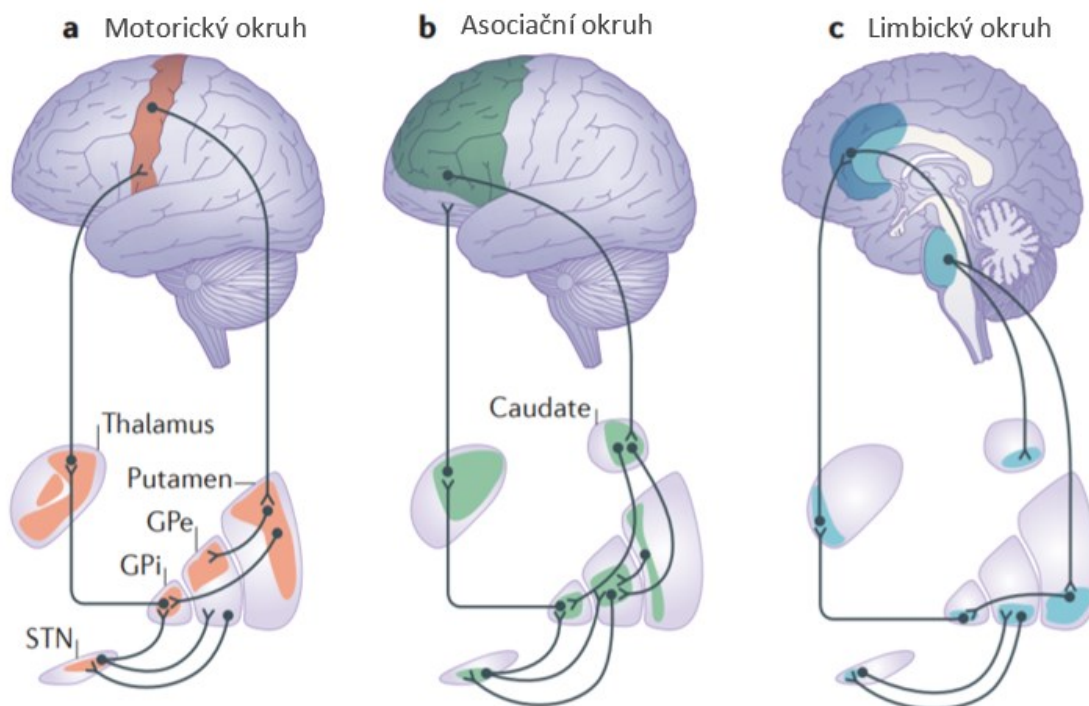 a Motorický okruh
b Asociační okruh
c Limbický okruh
Thalamus
Putamen
GPe
GPi
STN
Caudate